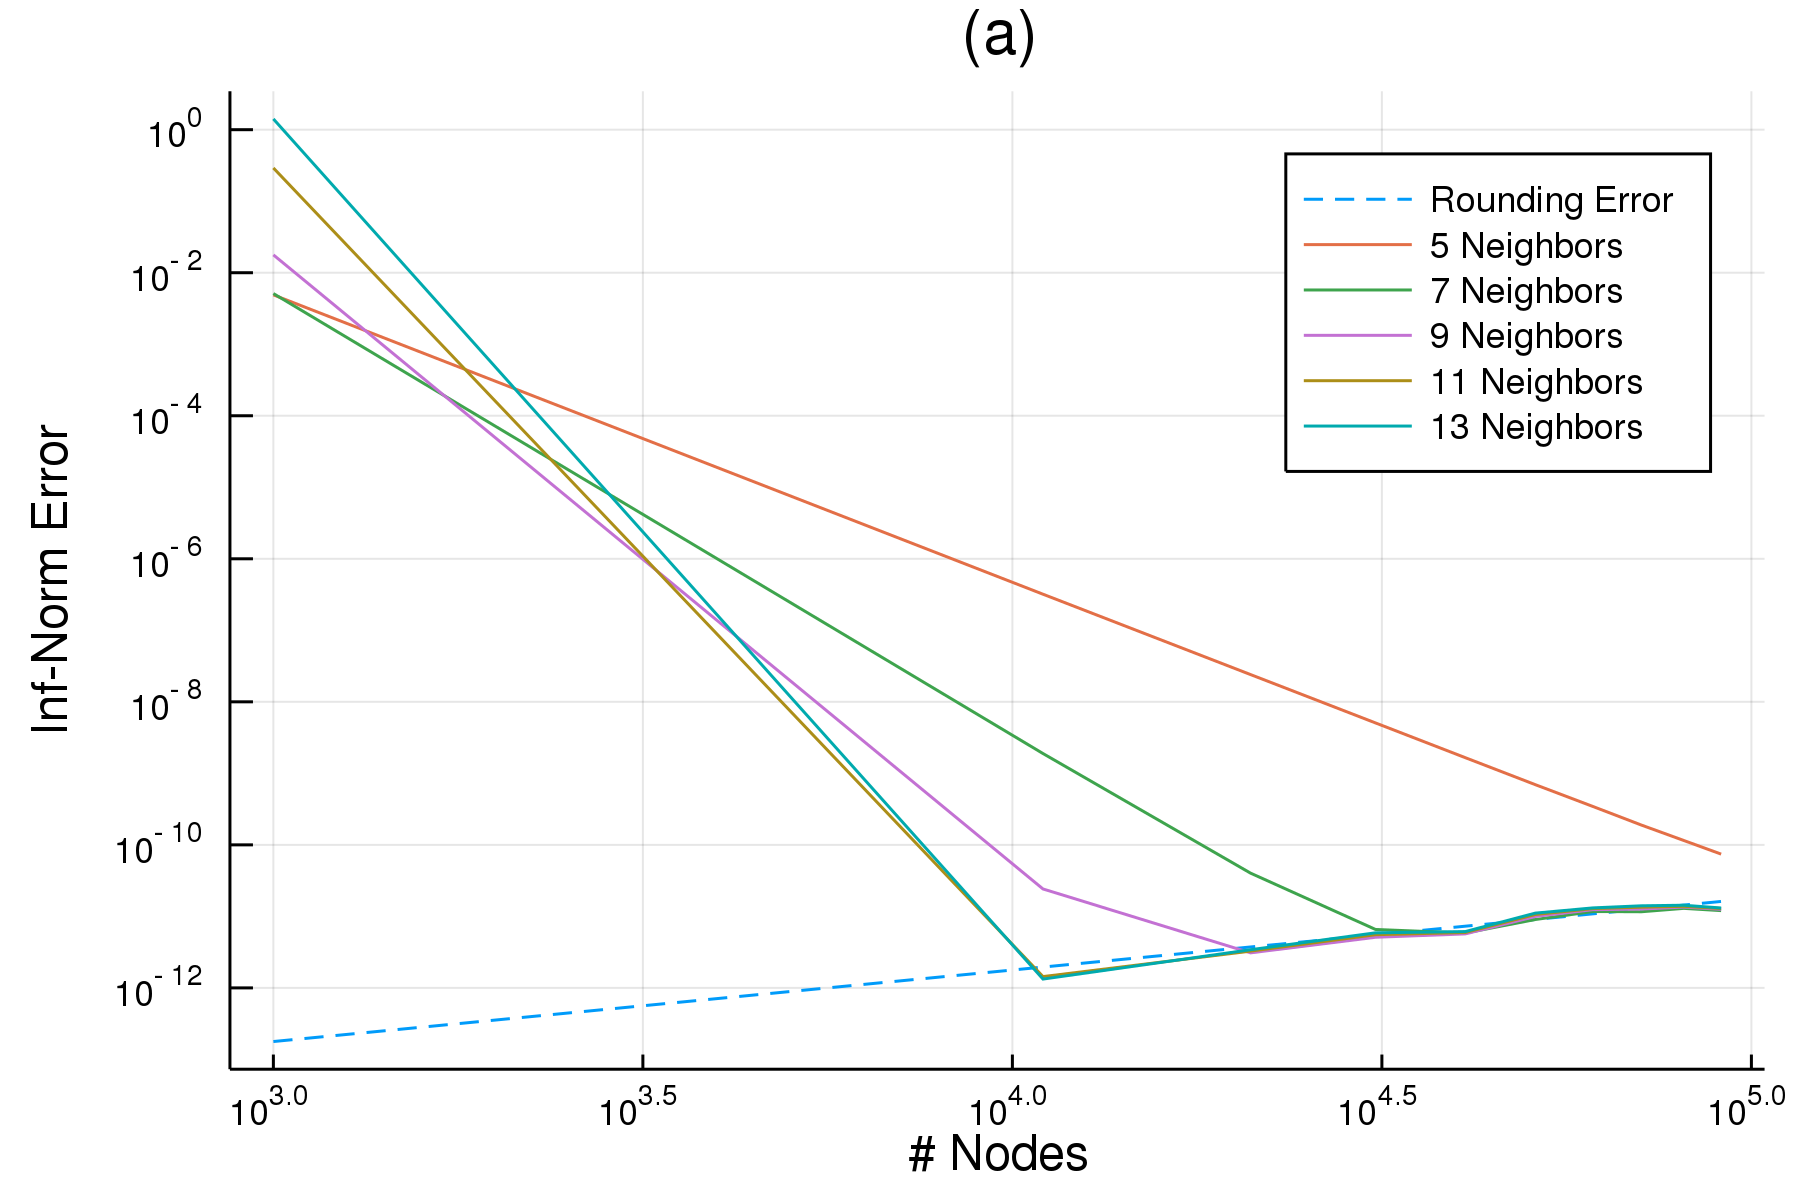 (a)
Inf-Norm Error
10^0
10^-2
10^-4
10^-6
10^-8
10^-10
10^-12
Rounding Error
5 Neighbors
7 Neighbors
9 Neighbors
11 Neighbors
13 Neighbors
10^3.0 10^3.5 10^4.0 10^4.5 10^5.0
# Nodes